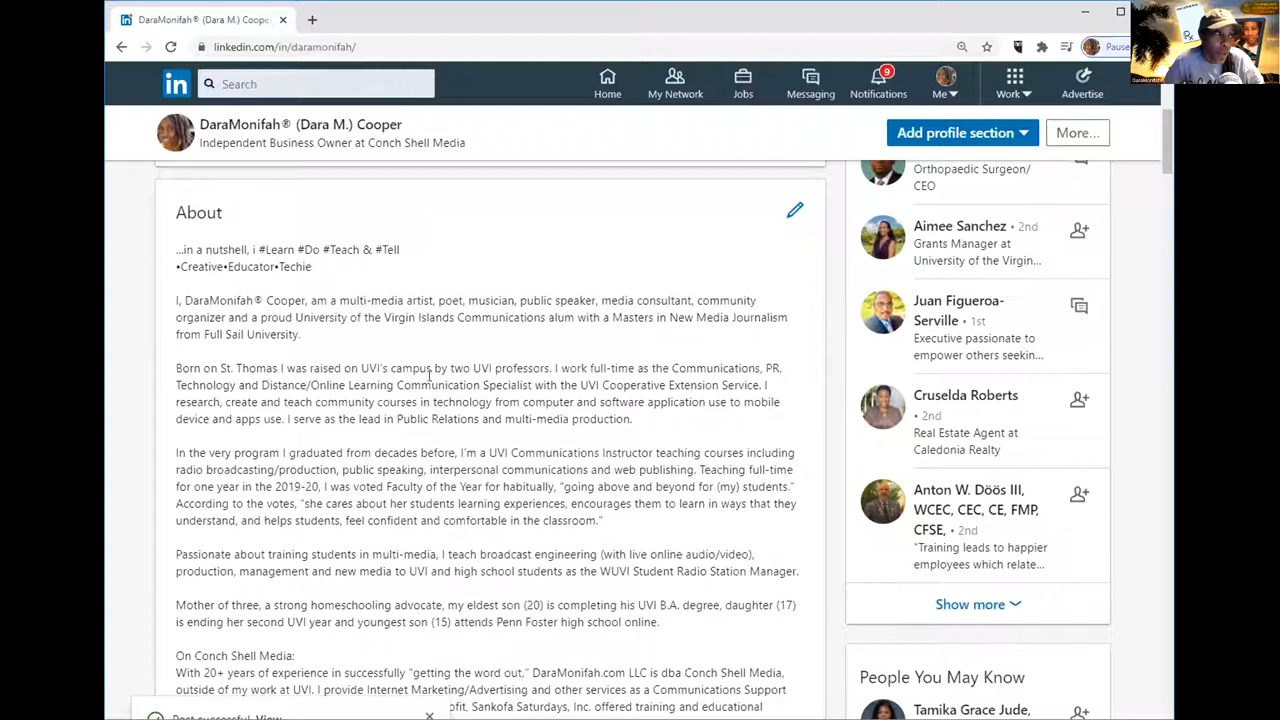 DaraMonifah® (Dara M.) Coope
linkedin.com/in/daramonifah/
Pause
in
Search
Home
My Network
Jobs
Messaging
9
Notifications
Me
Work
Advertise
DaraMonifah® (Dara M.) Cooper
Independent Business Owner at Conch Shell Media
Add profile section
More...
About
...in a nutshell, i #Learn #Do #Teach & #Tell
•Creative•Educator•Techie
I, DaraMonifah® Cooper, am a multi-media artist, poet, musician, public speaker, media consultant, community
organizer and a proud University of the Virgin Islands Communications alum with a Masters in New Media Journalism
from Full Sail University.
Born on St. Thomas I was raised on UVI's campus by two UVI professors. I work full-time as the Communications, PR,
Technology and Distance/Online Learning Communication Specialist with the UVI Cooperative Extension Service. I
research, create and teach community courses in technology from computer and software application use to mobile
device and apps use. I serve as the lead in Public Relations and multi-media production.
In the very program I graduated from decades before, I'm a UVI Communications Instructor teaching courses including
radio broadcasting/production, public speaking, interpersonal communications and web publishing. Teaching full-time
for one year in the 2019-20, I was voted Faculty of the Year for habitually, "going above and beyond for (my) students."
According to the votes, "she cares about her students learning experiences, encourages them to learn in ways that they
understand, and helps students, feel confident and comfortable in the classroom."
Passionate about training students in multi-media, I teach broadcast engineering (with live online audio/video),
production, management and new media to UVI and high school students as the WUVI Student Radio Station Manager.
Mother of three, a strong homeschooling advocate, my eldest son (20) is completing his UVI B.A. degree, daughter (17)
is ending her second UVI year and youngest son (15) attends Penn Foster high school online.
On Conch Shell Media:
With 20+ years of experience in successfully "getting the word out," DaraMonifah.com LLC is dba Conch Shell Media,
outside of my work at UVI. I provide Internet Marketing/Advertising and other services as a Communications Support
ofit, Sankofa Saturdays, Inc. offered training and educational
Post successful. View
Orthopaedic Surgeon/
CEO
Aimee Sanchez • 2nd
Grants Manager at
University of the Virgin...
Juan Figueroa-
Serville • 1st
Executive passionate to
empower others seekin...
Cruselda Roberts
• 2nd
Real Estate Agent at
Caledonia Realty
Anton W. Döös III,
WCEC, CEC, CE, FMP,
CFSE, • 2nd
"Training leads to happier
employees which relate...
Show more
People You May Know
Tamika Grace Jude,